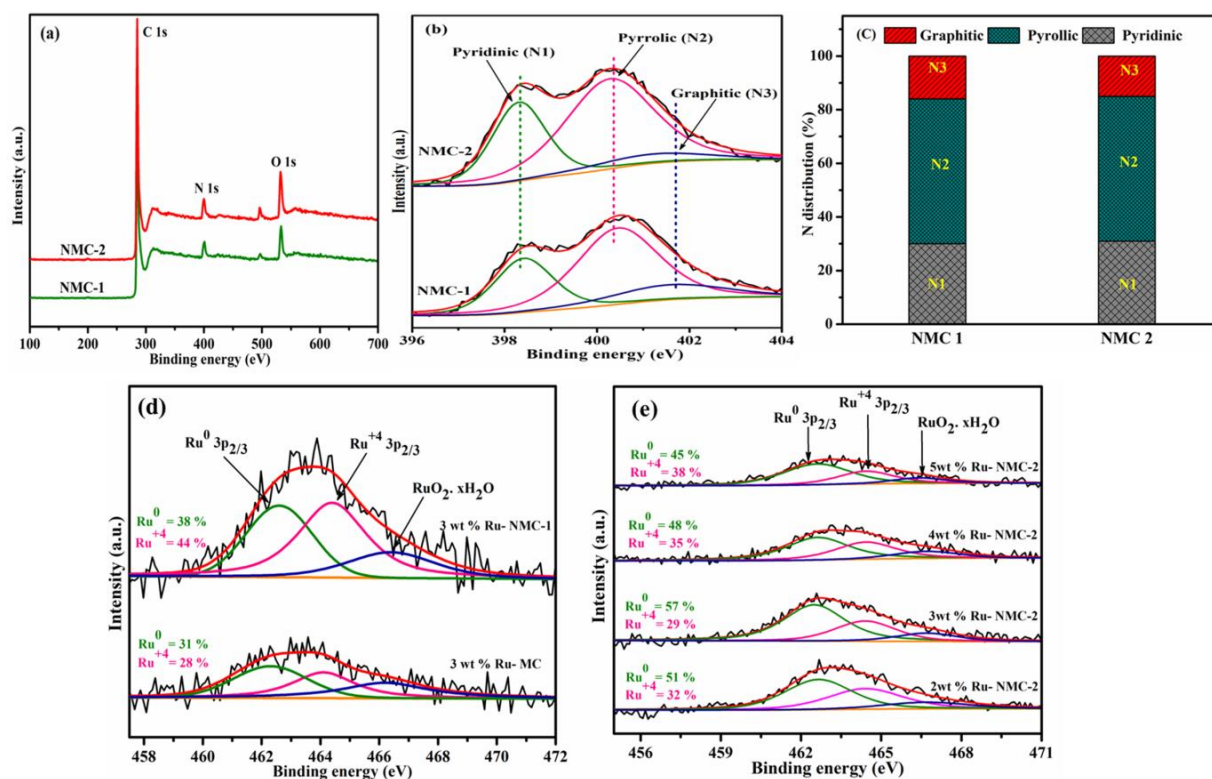 (a)
C 1s
N 1s
O 1s
NMC-2
NMC-1
Intensity (a.u.)
100 200 300 400 500 600 700
Binding energy (eV)
(b)
Pyridinic (N1)
Pyrrolic (N2)
Graphitic (N3)
NMC-2
NMC-1
Intensity (a.u.)
396 398 400 402 404
Binding energy (eV)
(C)
Graphitic Pyrollic Pyridinic
N distribution (%)
100
80
60
40
20
0
N3 N3
N2 N2
N1 N1
NMC 1 NMC 2
(d)
Ru0 3p2/3
Ru+4 3p2/3
RuO2. xH2O
Ru0 = 38 %
Ru+4 = 44 %
3 wt % Ru- NMC-1
Ru0 = 31 %
Ru+4 = 28 %
3 wt % Ru- MC
Intensity (a.u.)
458 460 462 464 466 468 470 472
Binding energy (eV)
(e)
Ru0 3p2/3
Ru+4 3p2/3
RuO2. xH2O
Ru0 = 45 %
Ru+4 = 38 %
5wt % Ru- NMC-2
Ru0 = 48 %
Ru+4 = 35 %
4wt % Ru- NMC-2
Ru0 = 57 %
Ru+4 = 29 %
3wt % Ru- NMC-2
Ru0 = 51 %
Ru+4 = 32 %
2wt % Ru- NMC-2
Intensity (a.u.)
456 459 462 465 468 471
Binding energy (eV)